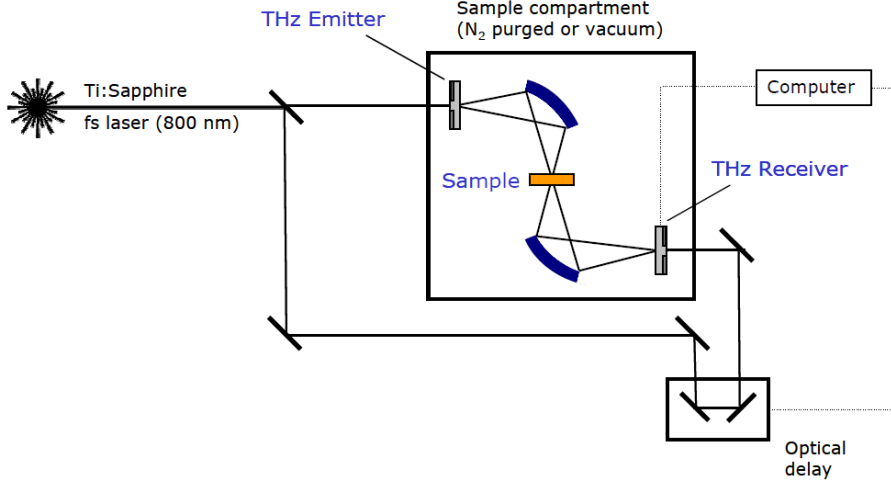 Sample compartment
(N₂ purged or vacuum)
THz Emitter
Ti:Sapphire
fs laser (800 nm)
Computer
Sample
THz Receiver
Optical
delay